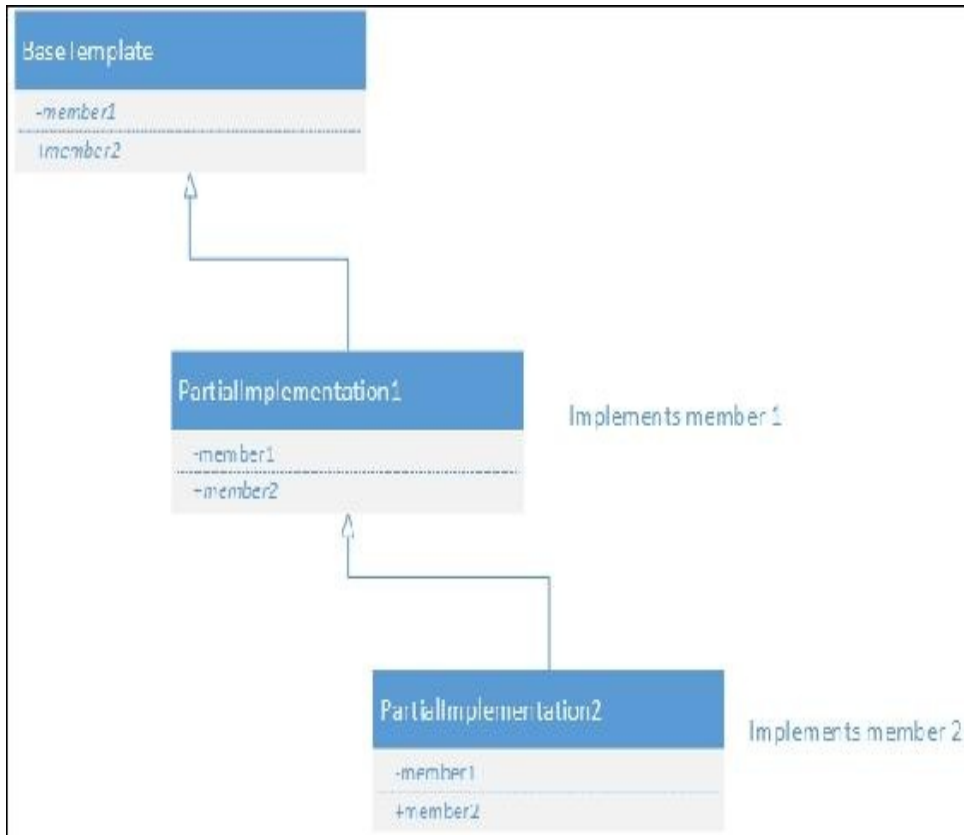 BaseTemplate
-member1
+member2
PartialImplementation1
-member1
+member2
Implements member 1
PartialImplementation2
-member1
+member2
Implements member 2